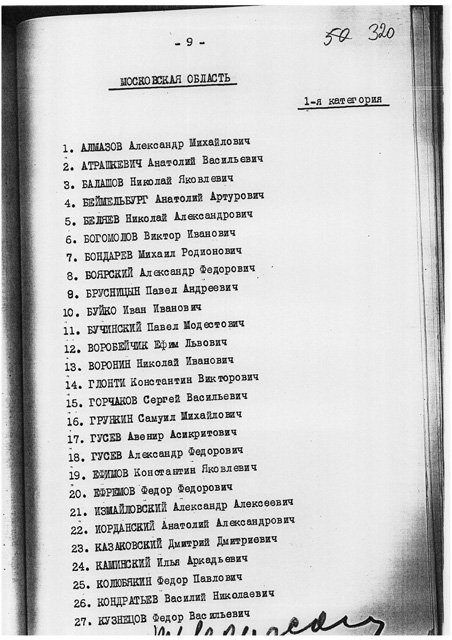 - 9 -
50 320
МОСКОВСКАЯ ОБЛАСТЬ
1-я категория
1. АЛМАЗОВ Александр Михайлович
2. АТРАШКЕВИЧ Анатолий Васильевич
3. БАЛАШОВ Николай Яковлевич
4. БЕЙМЕЛЬБУРГ Анатолий Артурович
5. БЕЛЯЕВ Николай Александрович
6. БОГОМОЛОВ Виктор Иванович
7. БОНДАРЕВ Михаил Родионович
8. БОЯРСКИЙ Александр Федорович
9. БРУСНИЦЫН Павел Андреевич
10. БУЙКО Иван Иванович
11. БУЧИНСКИЙ Павел Модестович
12. ВОРОБЕЙЧИК Ефим Львович
13. ВОРОНИН Николай Иванович
14. ГЛОНТИ Константин Викторович
15. ГОРЧАКОВ Сергей Васильевич
16. ГРУНКИН Самуил Михайлович
17. ГУСЕВ Авенир Асикритович
18. ГУСЕВ Александр Федорович
19. ЕФИМОВ Константин Яковлевич
20. ЕФРЕМОВ Федор Федорович
21. ИЗМАЙЛОВСКИЙ Александр Алексеевич
22. ИОРДАНСКИЙ Анатолий Александрович
23. КАЗАКОВСКИЙ Дмитрий Дмитриевич
24. КАМИНСКИЙ Илья Аркадьевич
25. КОЛЮБЯКИН Федор Павлович
26. КОНДРАТЬЕВ Василий Николаевич
27. КУЗНЕЦОВ Федор Васильевич